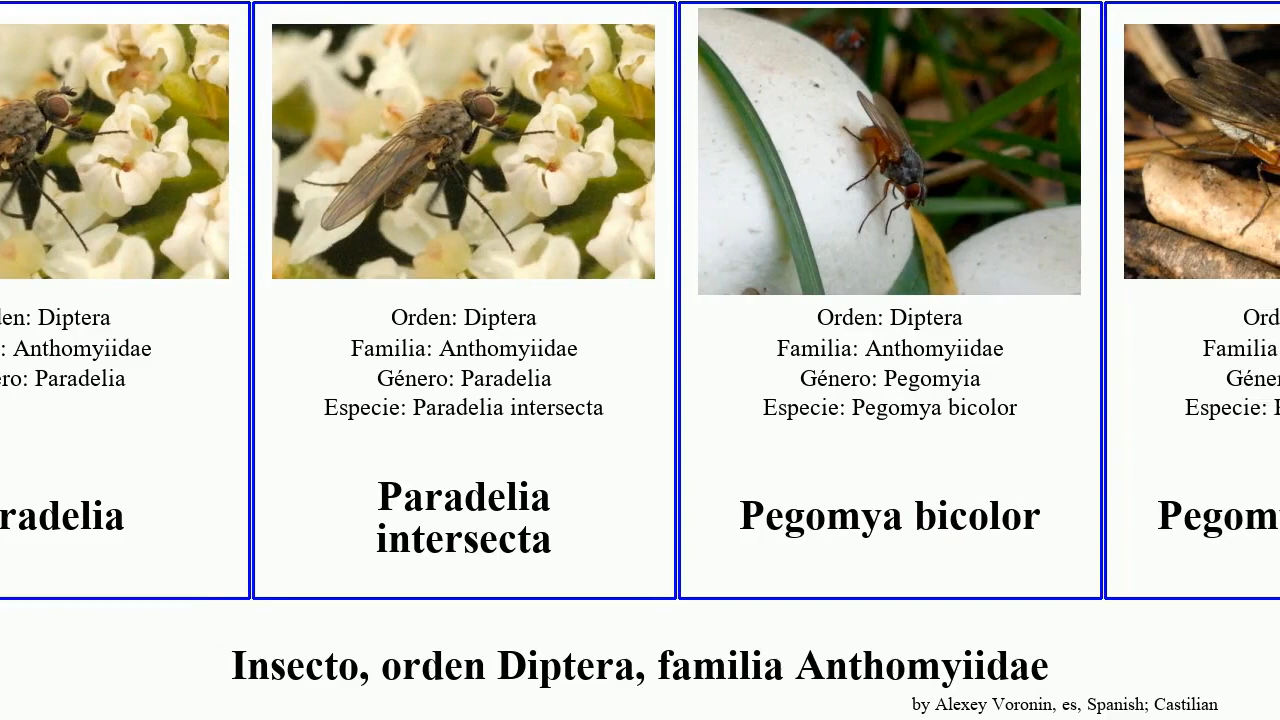 en: Diptera
: Anthomyiidae
ro: Paradelia
radelia
Orden: Diptera
Familia: Anthomyiidae
Género: Paradelia
Especie: Paradelia intersecta
Paradelia
intersecta
Orden: Diptera
Familia: Anthomyiidae
Género: Pegomyia
Especie: Pegomya bicolor
Pegomya bicolor
Ord
Familia
Géner
Especie:
Pegom
Insecto, orden Diptera, familia Anthomyiidae
by Alexey Voronin, es, Spanish; Castilian